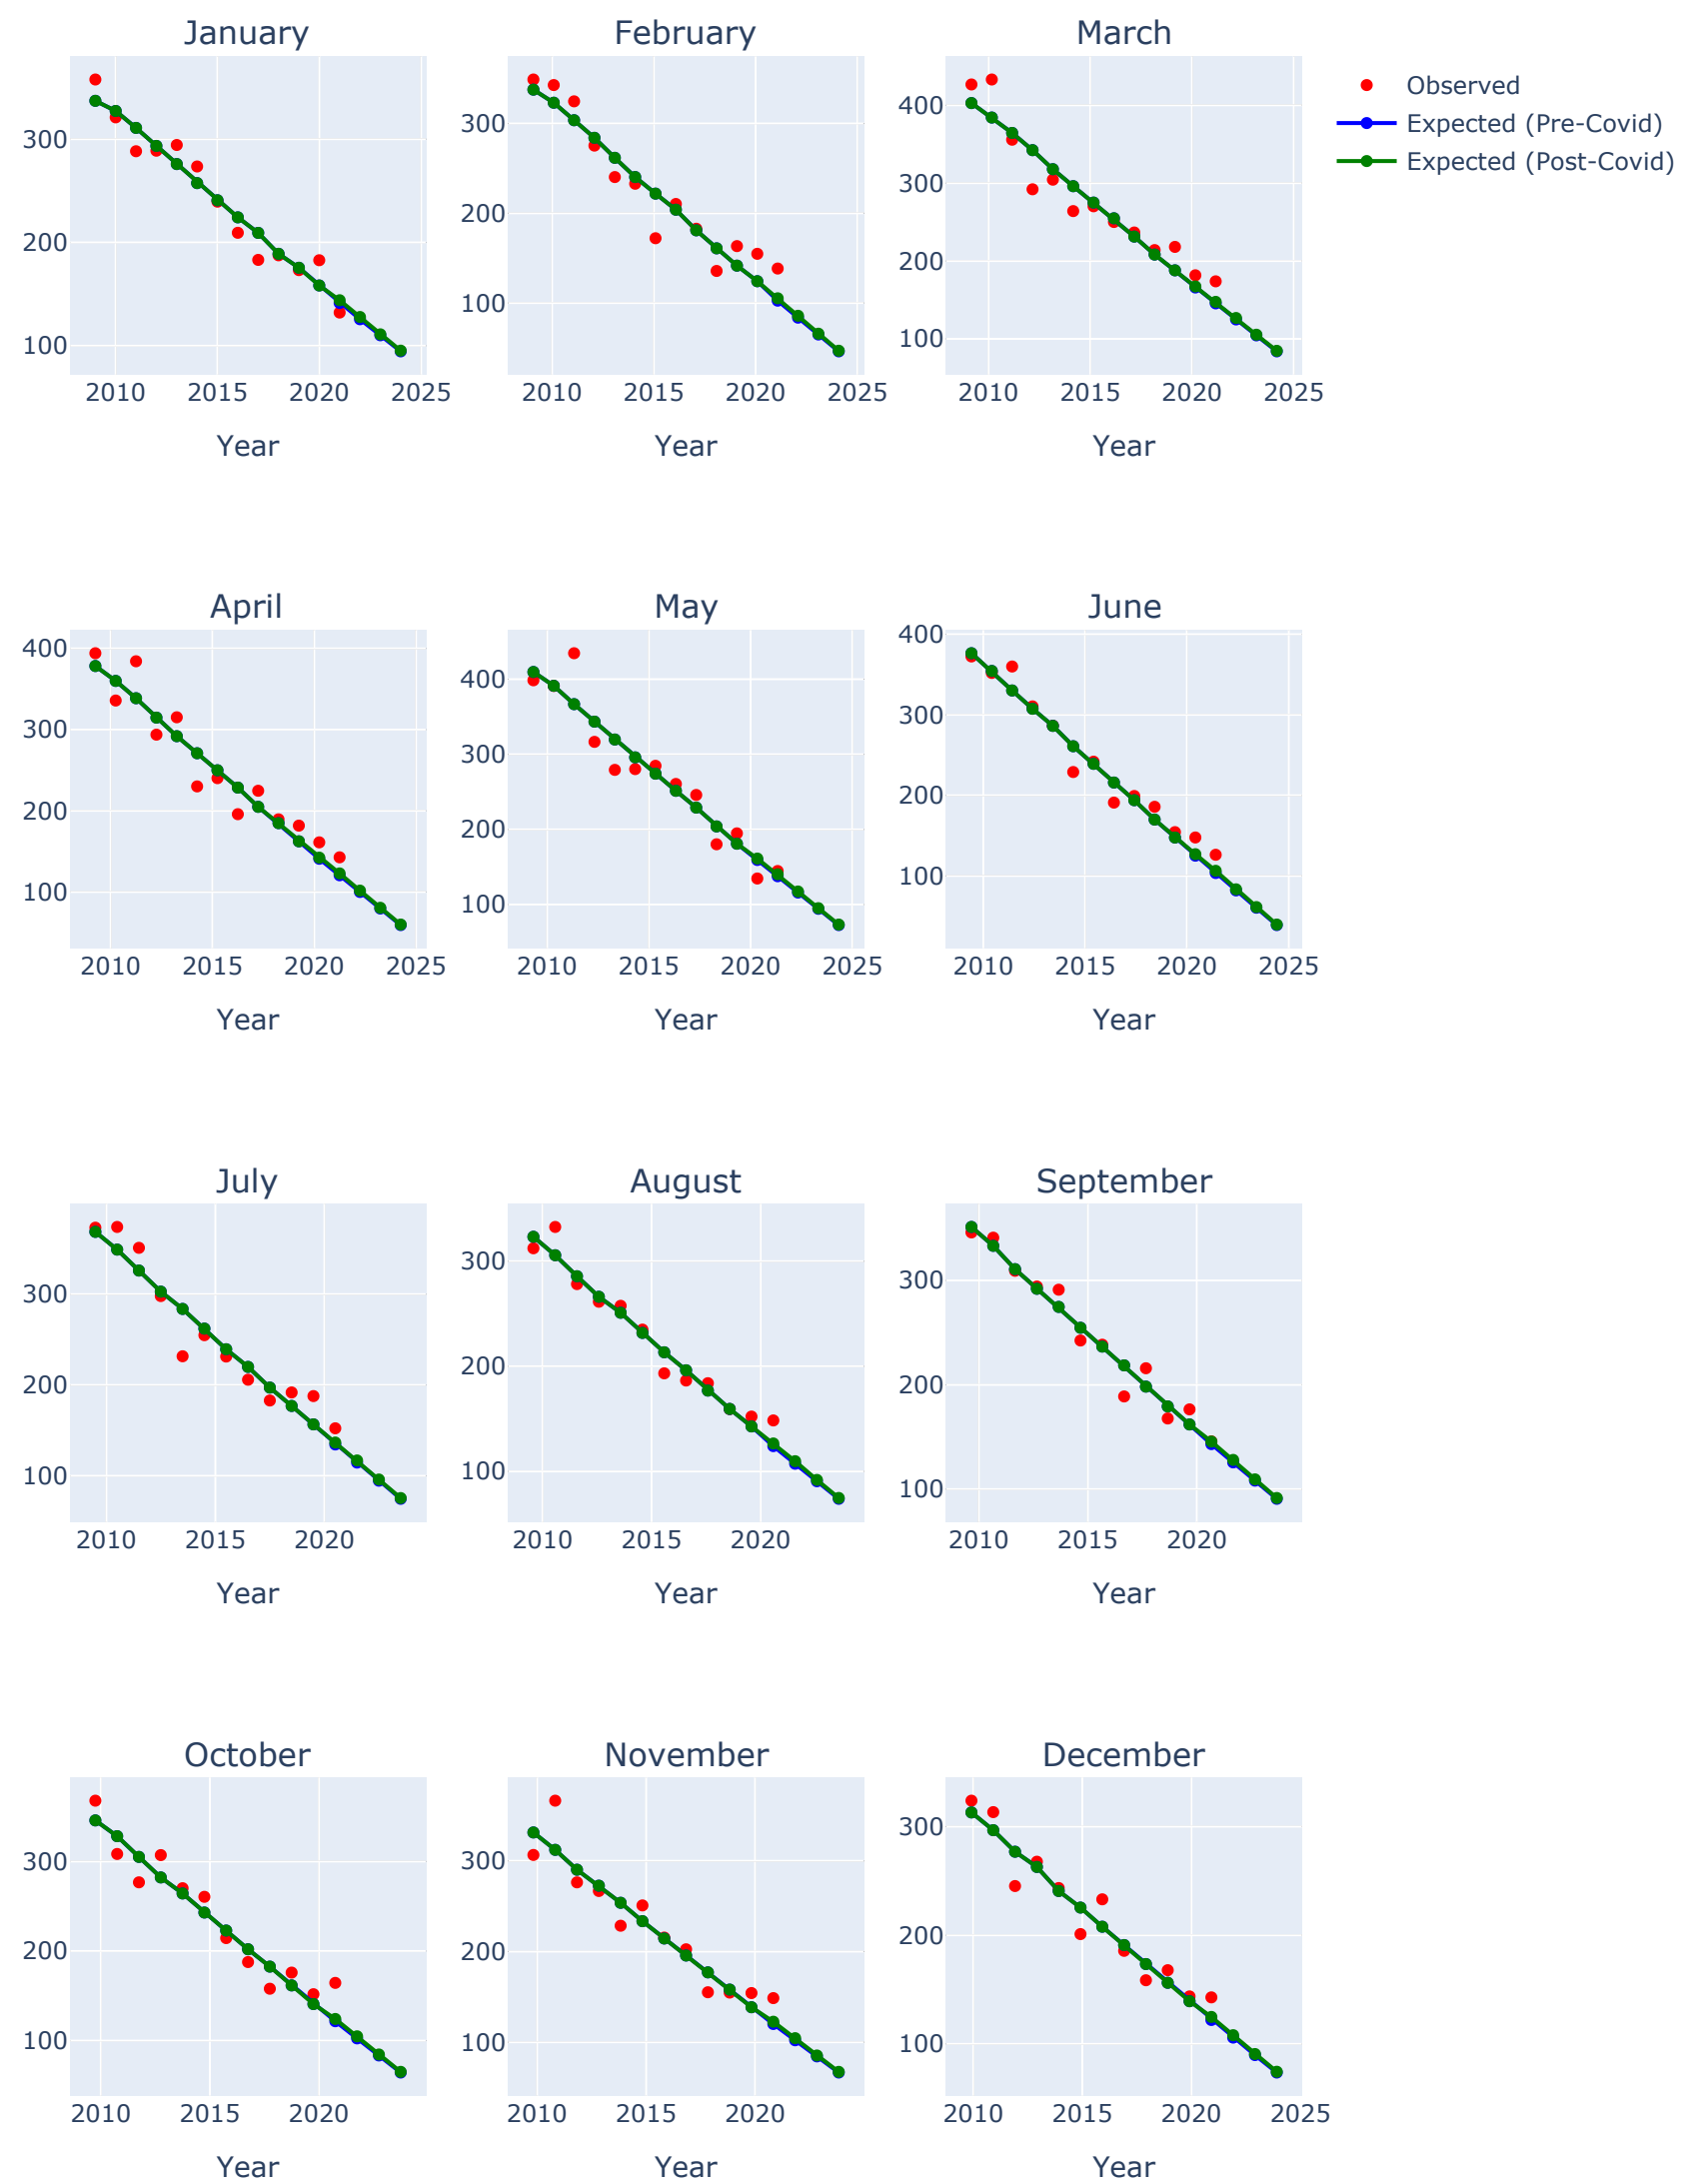 January February March
Observed
Expected (Pre-Covid)
Expected (Post-Covid)
300
200
100
300
200
100
400
300
200
100
2010 2015 2020 2025 2010 2015 2020 2025 2010 2015 2020 2025
Year Year Year
April May June
400
300
200
100
400
300
200
100
400
300
200
100
2010 2015 2020 2025 2010 2015 2020 2025 2010 2015 2020 2025
Year Year Year
July August September
300
200
100
300
200
100
300
200
100
2010 2015 2020 2010 2015 2020 2010 2015 2020
Year Year Year
October November December
300
200
100
300
200
100
300
200
100
2010 2015 2020 2010 2015 2020 2010 2015 2020 2025
Year Year Year